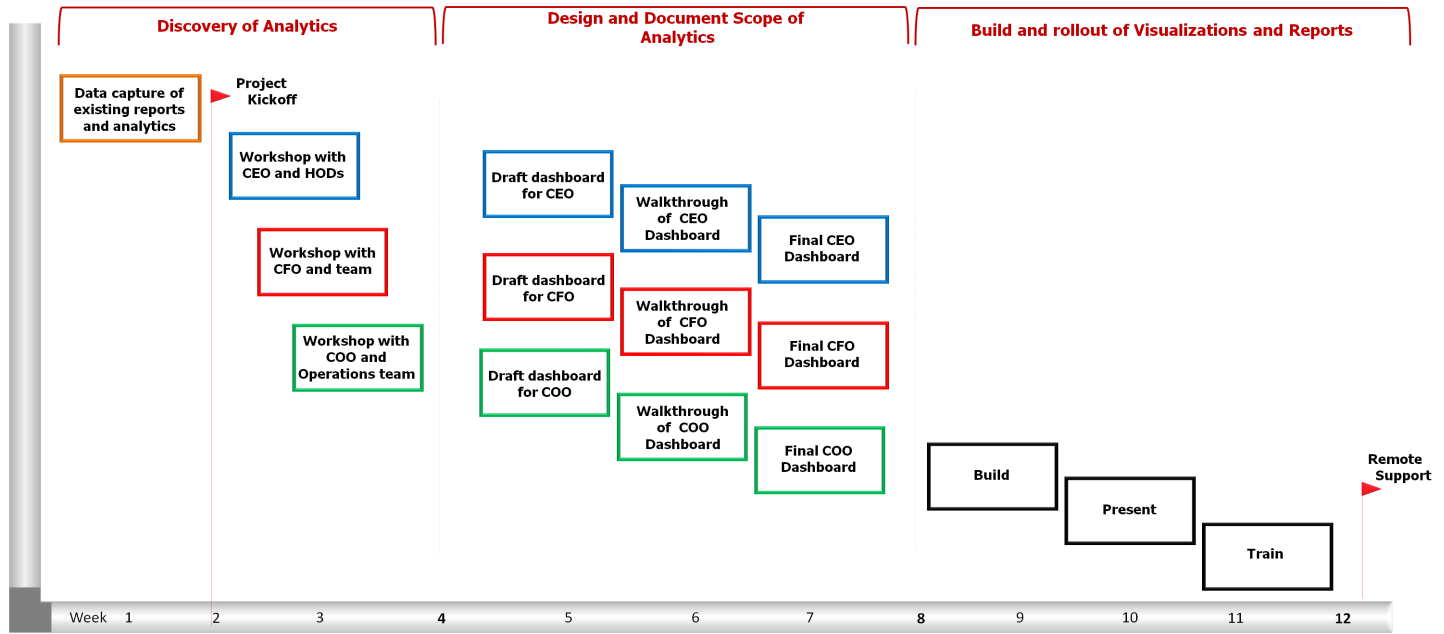 Discovery of Analytics
Design and Document Scope of
Analytics
Build and rollout of Visualizations and Reports
Data capture of
existing reports
and analytics
Project
Kickoff
Workshop with
CEO and HODs
Workshop with
CFO and team
Workshop with
COO and
Operations team
Draft dashboard
for CEO
Walkthrough
of CEO
Dashboard
Final CEO
Dashboard
Draft dashboard
for CFO
Walkthrough
of CFO
Dashboard
Final CFO
Dashboard
Draft dashboard
for COO
Walkthrough
of COO
Dashboard
Final COO
Dashboard
Build
Present
Train
Remote
Support
Week 1 2 3 4 5 6 7 8 9 10 11 12